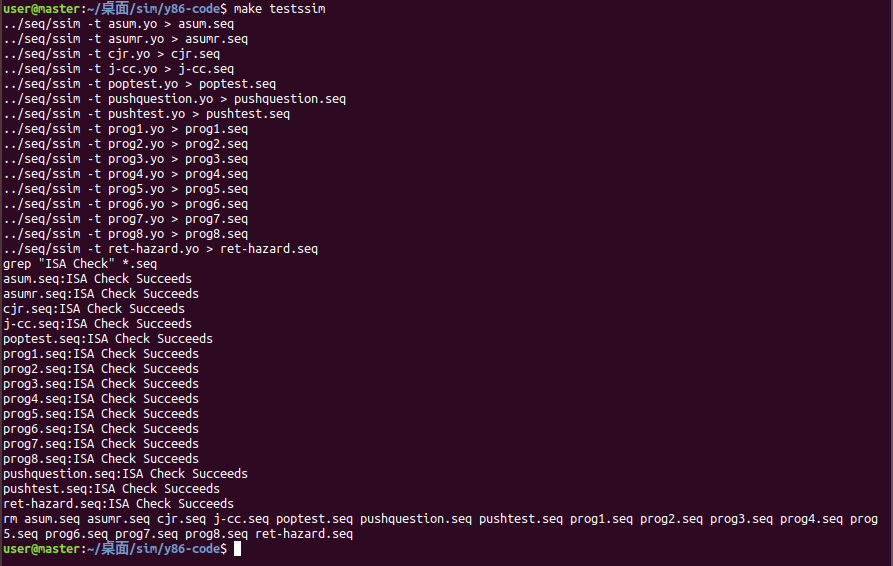 user@master:~/桌面/sim/y86-code$ make testssim
../seq/ssim -t asum.yo > asum.seq
../seq/ssim -t asumr.yo > asumr.seq
../seq/ssim -t cjr.yo > cjr.seq
../seq/ssim -t j-cc.yo > j-cc.seq
../seq/ssim -t poptest.yo > poptest.seq
../seq/ssim -t pushquestion.yo > pushquestion.seq
../seq/ssim -t pushtest.yo > pushtest.seq
../seq/ssim -t prog1.yo > prog1.seq
../seq/ssim -t prog2.yo > prog2.seq
../seq/ssim -t prog3.yo > prog3.seq
../seq/ssim -t prog4.yo > prog4.seq
../seq/ssim -t prog5.yo > prog5.seq
../seq/ssim -t prog6.yo > prog6.seq
../seq/ssim -t prog7.yo > prog7.seq
../seq/ssim -t prog8.yo > prog8.seq
../seq/ssim -t ret-hazard.yo > ret-hazard.seq
grep "ISA Check" *.seq
asum.seq:ISA Check Succeeds
asumr.seq:ISA Check Succeeds
cjr.seq:ISA Check Succeeds
j-cc.seq:ISA Check Succeeds
poptest.seq:ISA Check Succeeds
prog1.seq:ISA Check Succeeds
prog2.seq:ISA Check Succeeds
prog3.seq:ISA Check Succeeds
prog4.seq:ISA Check Succeeds
prog5.seq:ISA Check Succeeds
prog6.seq:ISA Check Succeeds
prog7.seq:ISA Check Succeeds
prog8.seq:ISA Check Succeeds
pushquestion.seq:ISA Check Succeeds
pushtest.seq:ISA Check Succeeds
ret-hazard.seq:ISA Check Succeeds
rm asum.seq asumr.seq cjr.seq j-cc.seq poptest.seq pushquestion.seq pushtest.seq prog1.seq prog2.seq prog3.seq prog4.seq prog
5.seq prog6.seq prog7.seq prog8.seq ret-hazard.seq
user@master:~/桌面/sim/y86-code$